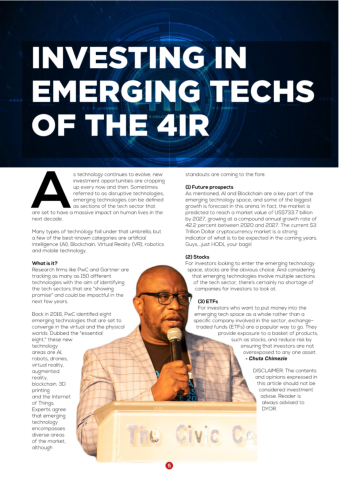 INVESTING IN
EMERGING TECHS
OF THE 4IR
As technology continues to evolve, new
investment opportunities are cropping
up every now and then. Sometimes
referred to as disruptive technologies,
emerging technologies can be defined
as sections of the tech sector that
are set to have a massive impact on human lives in the
next decade.
Many types of technology fall under that umbrella, but
a few of the best-known categories are artificial
intelligence (AI), Blockchain, Virtual Reality (VR), robotics
and mobile technology.
What is it?
Research firms like PwC and Gartner are
tracking as many as 150 different
technologies with the aim of identifying
the tech sectors that are "showing
promise" and could be impactful in the
next few years.
Back in 2016, PwC identified eight
emerging technologies that are set to
converge in the virtual and the physical
worlds. Dubbed the "essential
eight," these new
technology
areas are AI,
robots, drones,
virtual reality,
augmented
reality,
blockchain, 3D
printing
and the Internet
of Things.
Experts agree
that emerging
technology
encompasses
diverse areas
of the market,
although
standouts are coming to the fore.
(1) Future prospects
As mentioned, AI and Blockchain are a key part of the
emerging technology space, and some of the biggest
growth is forecast in this arena. In fact, the market is
predicted to reach a market value of US$733.7 billion
by 2027, growing at a compound annual growth rate of
42.2 percent between 2020 and 2027. The current $3
Trillion Dollar cryptocurrency market is a strong
indicator of what is to be expected in the coming years.
Guys... just HODL your bags!
(2) Stocks
For investors looking to enter the emerging technology
space, stocks are the obvious choice. And considering
that emerging technologies involve multiple sections
of the tech sector, there's certainly no shortage of
companies for investors to look at.
(3) ETFs
For investors who want to put money into the
emerging tech space as a whole rather than a
specific company involved in the sector, exchange-
traded funds (ETFs) are a popular way to go. They
provide exposure to a basket of products,
such as stocks, and reduce risk by
ensuring that investors are not
overexposed to any one asset.
- Chuta Chimezie
DISCLAIMER: The contents
and opinions expressed in
this article should not be
considered investment
advise. Reader is
always advised to
DYOR.
The Civic Ce
5